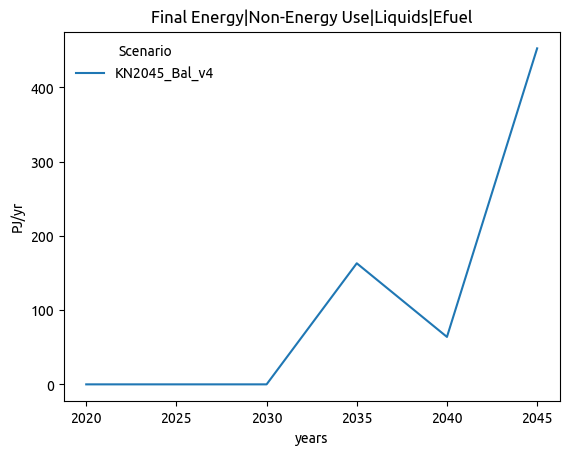 Final Energy|Non-Energy Use|Liquids|Efuel
Scenario
KN2045_Bal_v4
400
300
200
100
0
PJ/yr
2020 2025 2030 2035 2040 2045
years